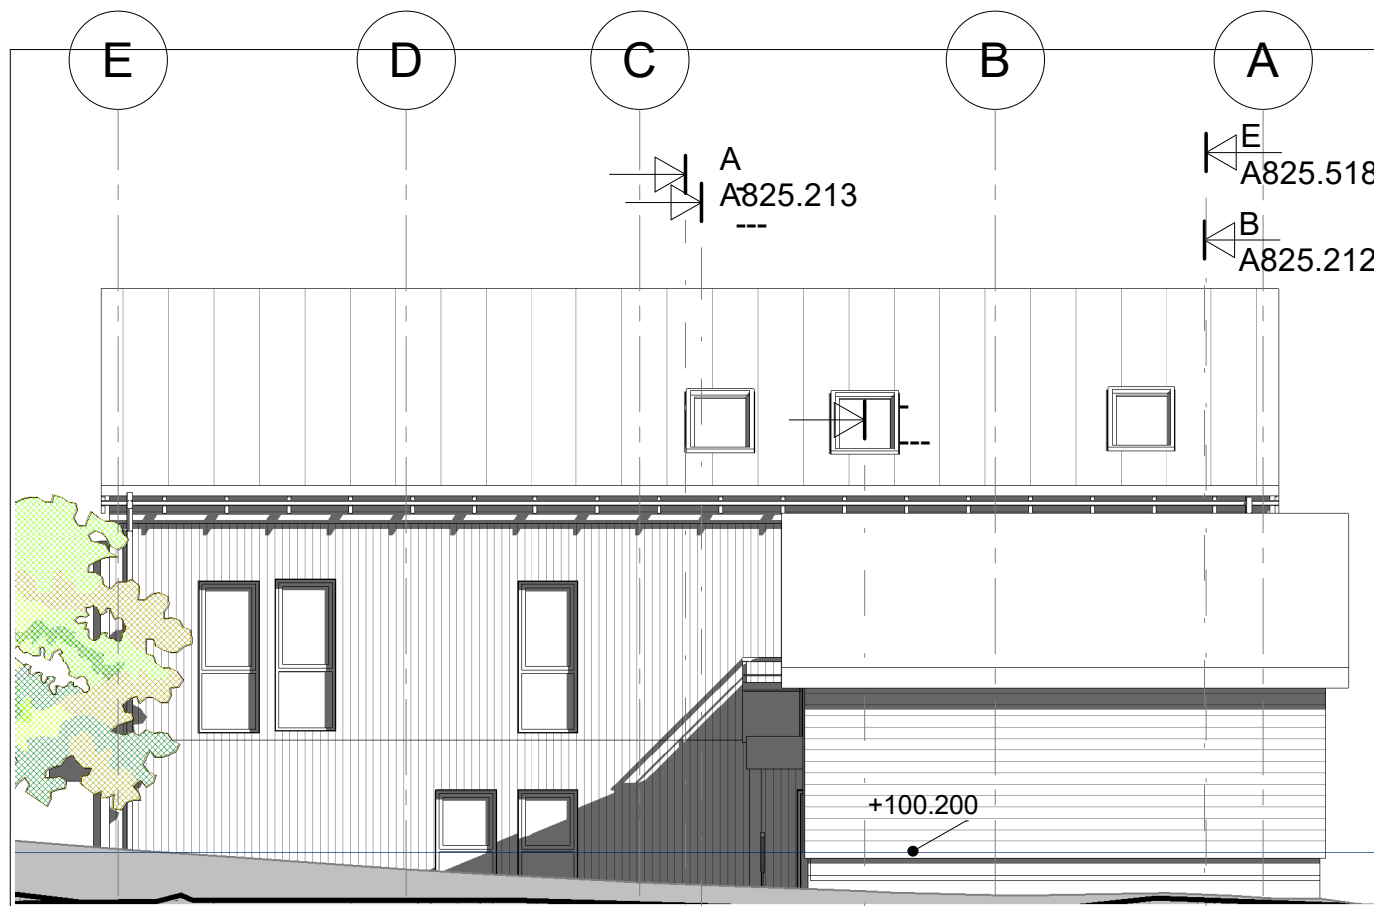 E D C B A
A
A825.213
-
---
E
A825.518
B
A825.212
-
---
+100.200